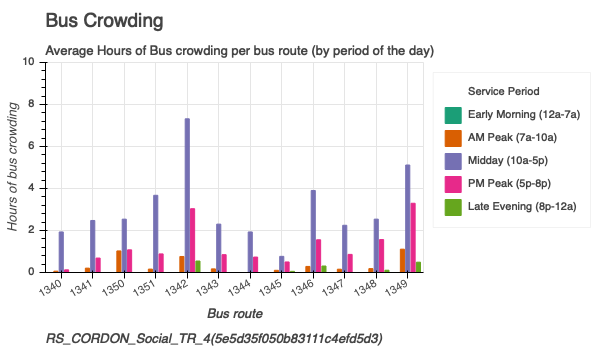 Bus Crowding
Average Hours of Bus crowding per bus route (by period of the day)
10
8
6
4
2
0
Hours of bus crowding
1340
1341
1350
1351
1342
1343
1344
1345
1346
1347
1348
1349
Bus route
Service Period
Early Morning (12a-7a)
AM Peak (7a-10a)
Midday (10a-5p)
PM Peak (5p-8p)
Late Evening (8p-12a)
RS_CORDON_Social_TR_4(5e5d35f050b83111c4efd5d3)